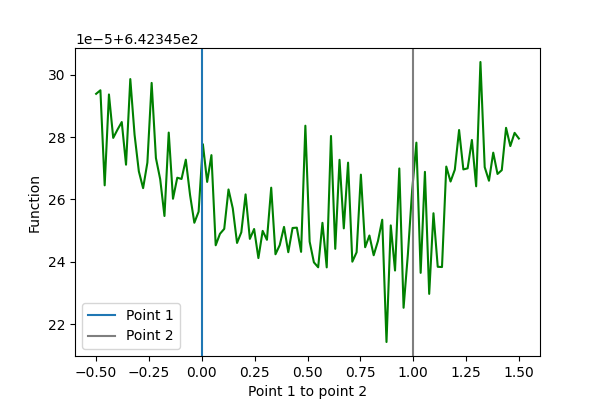 1e−5+6.42345e2
30
28
26
24
22
Function
Point 1
Point 2
−0.50 −0.25 0.00 0.25 0.50 0.75 1.00 1.25 1.50
Point 1 to point 2